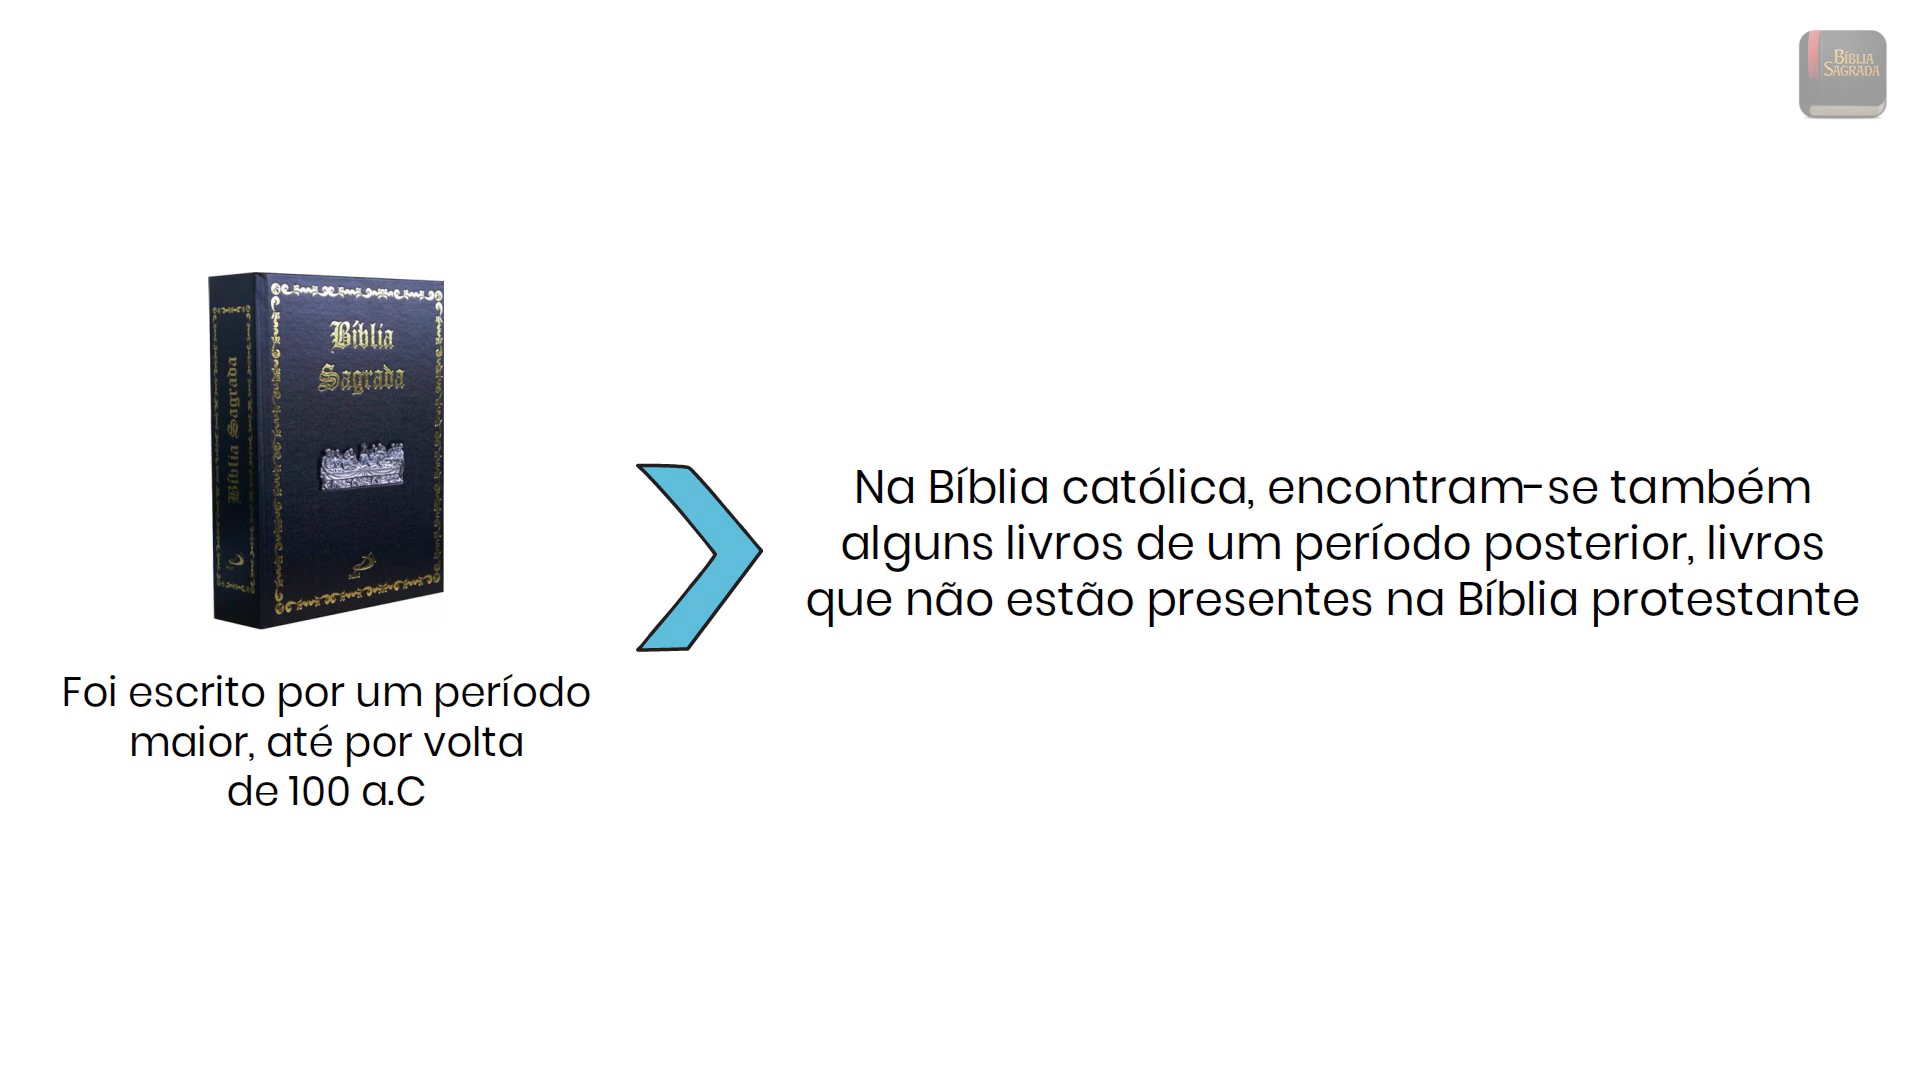 BÍBLIA
SAGRADA
Bíblia
Sagrada
Bíblia Sagrada
Na Bíblia católica, encontram-se também
alguns livros de um período posterior, livros
que não estão presentes na Bíblia protestante
Foi escrito por um período
maior, até por volta
de 100 a.C